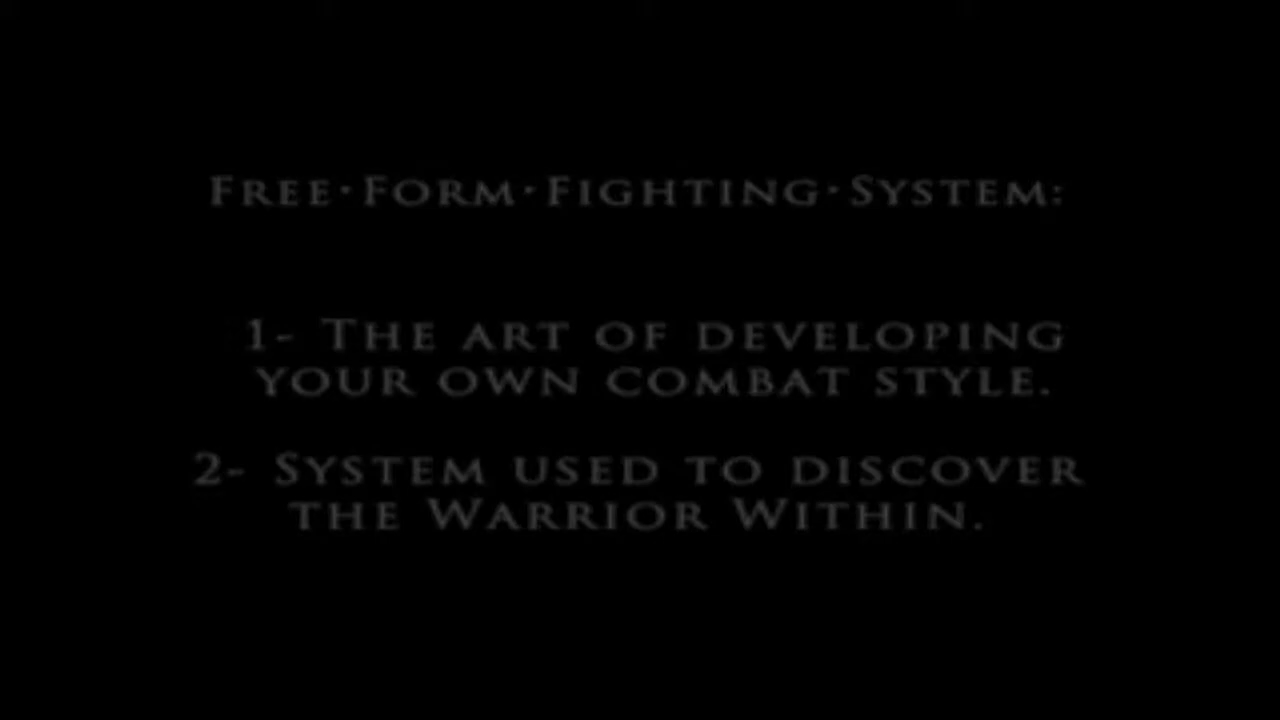 Free·Form·Fighting·System:
1- The art of developing
your own combat style.
2- System used to discover
the Warrior Within.